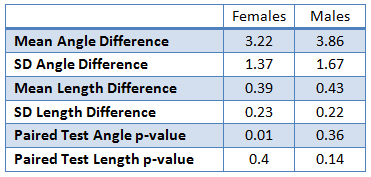 Females Males
Mean Angle Difference 3.22 3.86
SD Angle Difference 1.37 1.67
Mean Length Difference 0.39 0.43
SD Length Difference 0.23 0.22
Paired Test Angle p-value 0.01 0.36
Paired Test Length p-value 0.4 0.14